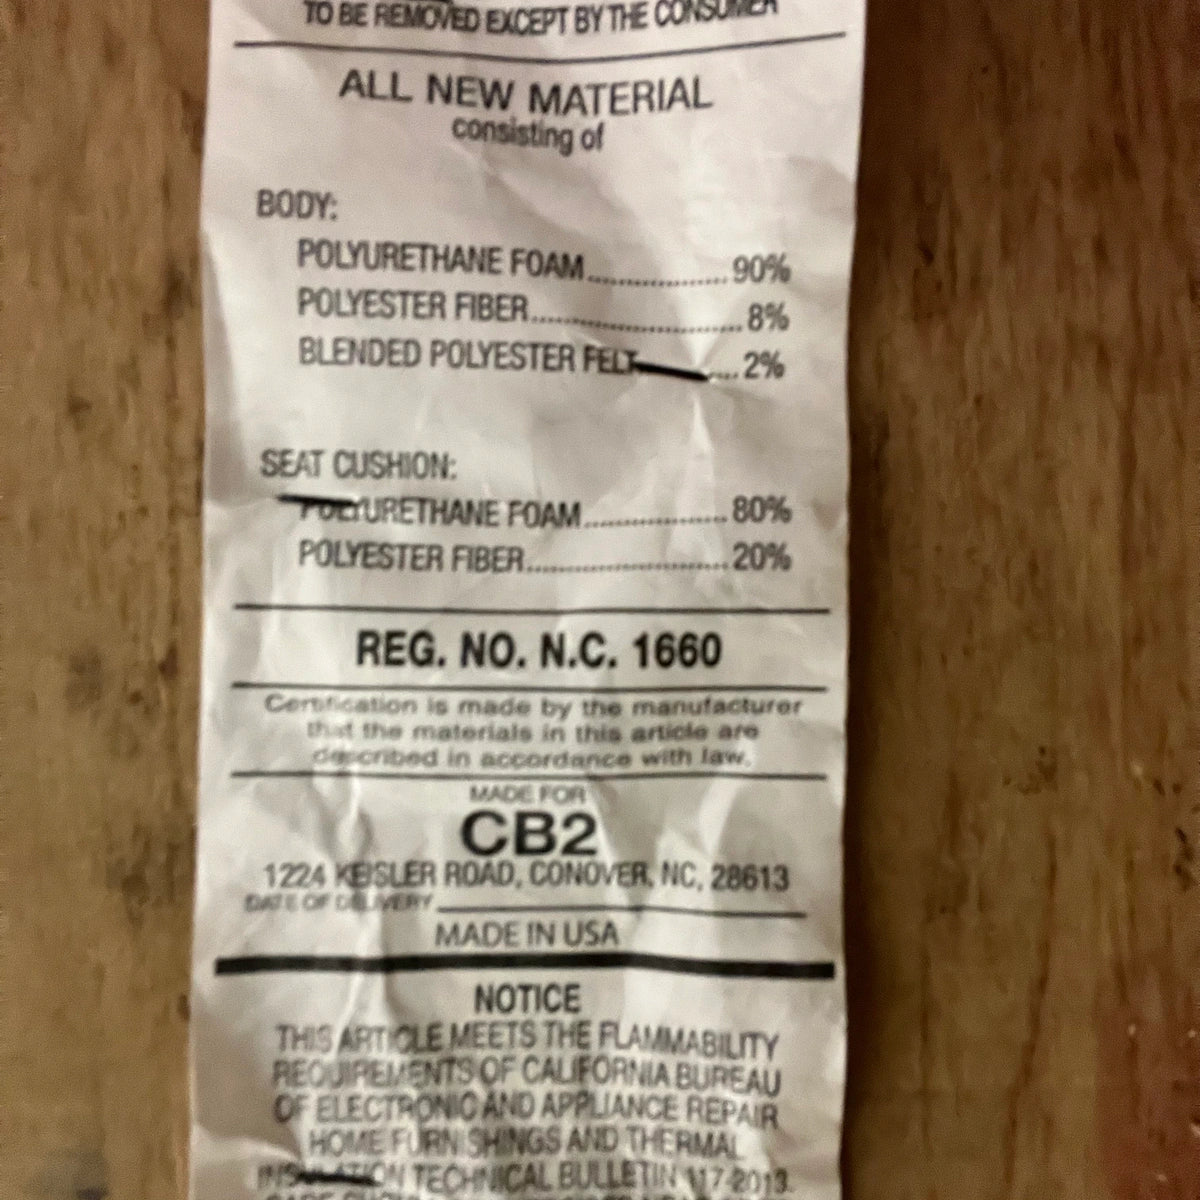 TO BE REMOVED EXCEPT BY THE CONSUMER
ALL NEW MATERIAL
consisting of
BODY:
POLYURETHANE FOAM..................90%
POLYESTER FIBER...........................8%
BLENDED POLYESTER FELT ....2%
SEAT CUSHION:
POLYURETHANE FOAM..................80%
POLYESTER FIBER.........................20%
REG. NO. N.C. 1660
Certification is made by the manufacturer
that the materials in this article are
described in accordance with law.
MADE FOR
CB2
1224 KEISLER ROAD, CONOVER, NC, 28613
DATE OF DELIVERY
MADE IN USA
NOTICE
THIS ARTICLE MEETS THE FLAMMABILITY
REQUIREMENTS OF CALIFORNIA BUREAU
OF ELECTRONIC AND APPLIANCE REPAIR
HOME FURNISHINGS AND THERMAL
INSULATION TECHNICAL BULLETIN 117-2013.